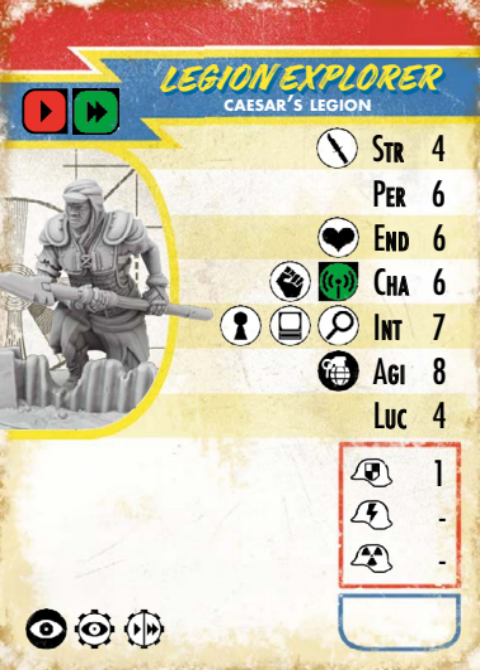 LEGION EXPLORER
CAESAR'S LEGION
STR 4
PER 6
END 6
CHA 6
INT 7
AGI 8
LUC 4
1
-
-